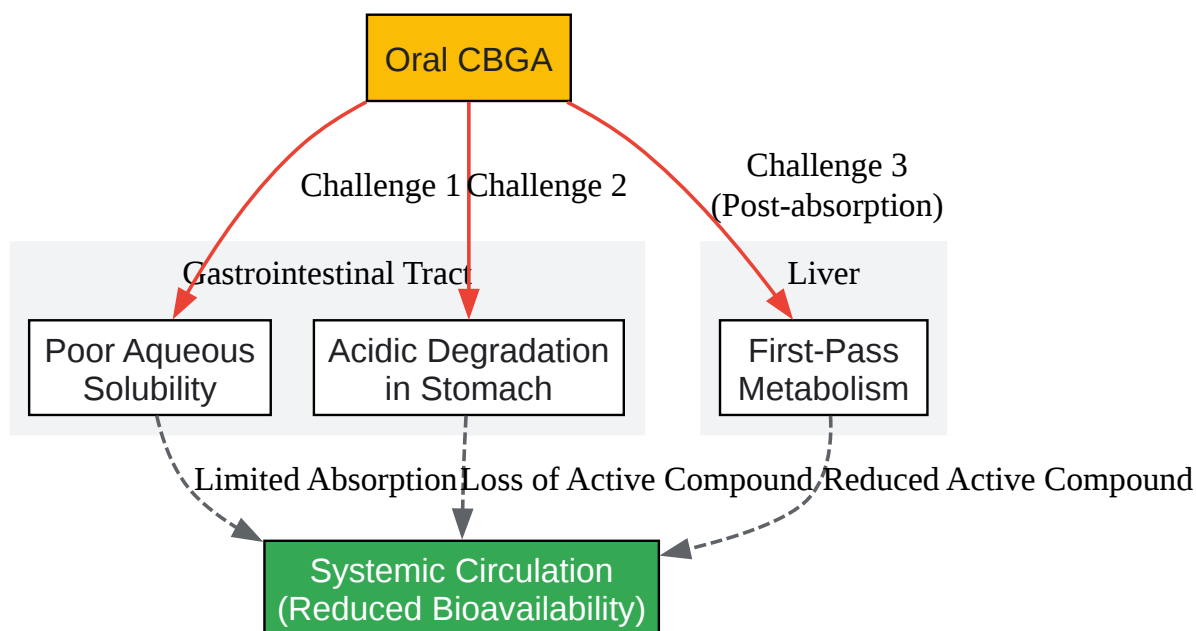 Oral CBGA
Challenge 1
Challenge 2
Challenge 3
(Post-absorption)
Gastrointestinal Tract
Liver
Poor Aqueous
Solubility
Acidic Degradation
in Stomach
First-Pass
Metabolism
Limited Absorption
Loss of Active Compound
Reduced Active Compound
Systemic Circulation
(Reduced Bioavailability)